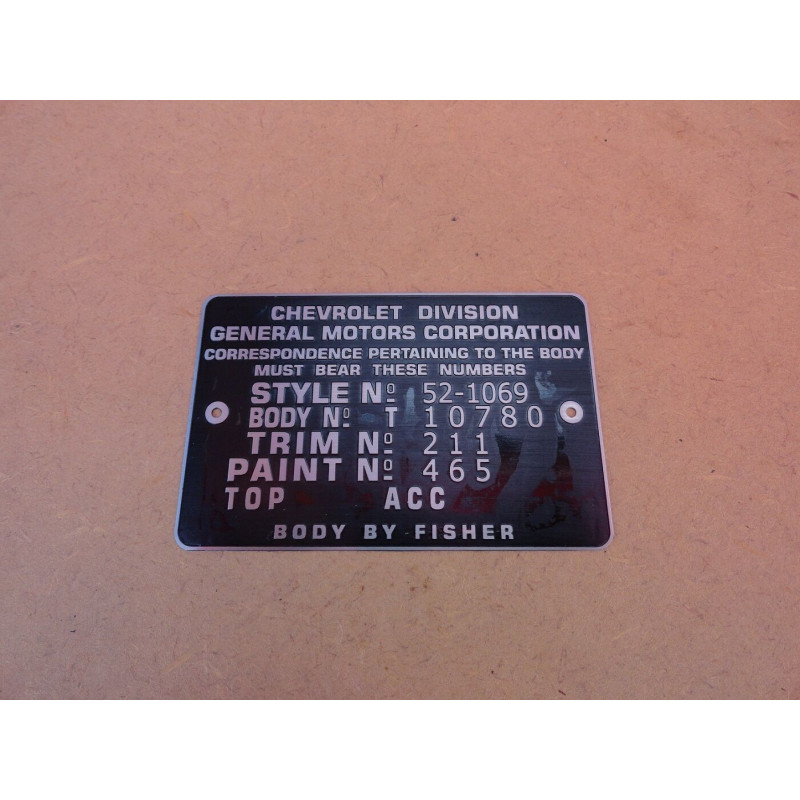 CHEVROLET DIVISION
GENERAL MOTORS CORPORATION
CORRESPONDENCE PERTAINING TO THE BODY
MUST BEAR THESE NUMBERS
STYLE Nº 52-1069
BODY Nº T 10780
TRIM Nº 211
PAINT Nº 465
TOP ACC
BODY BY FISHER